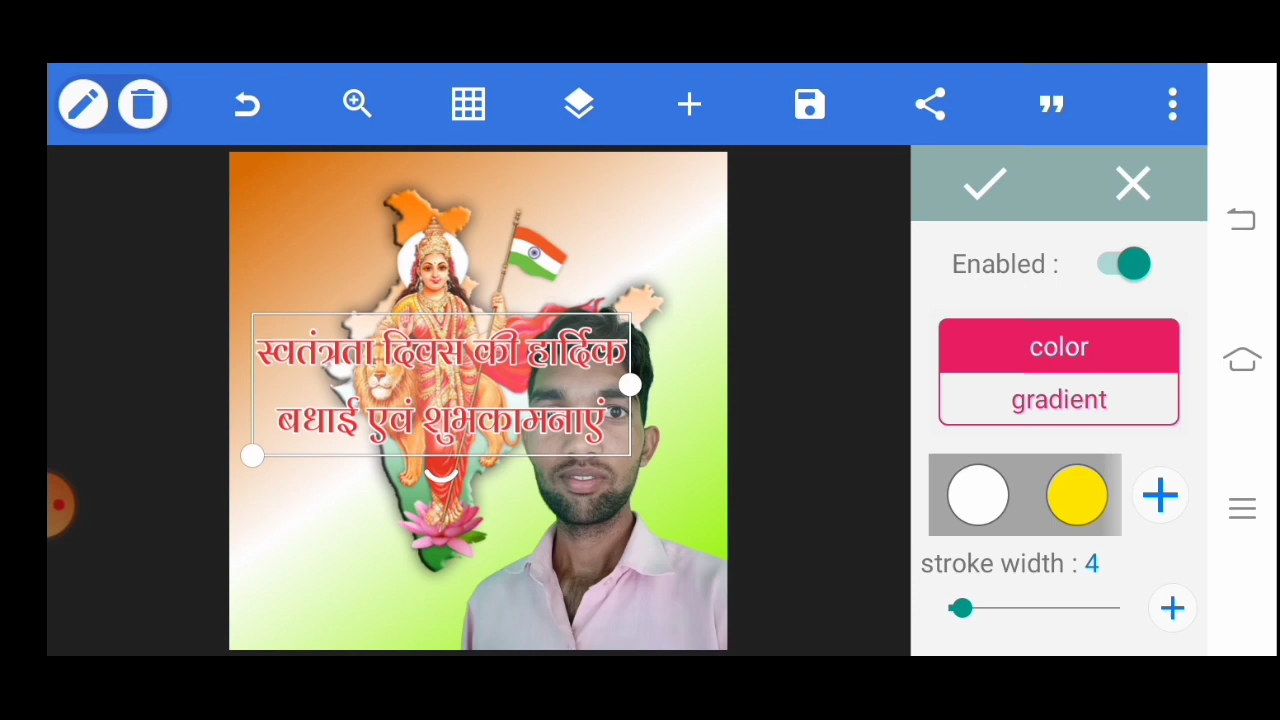 Enabled :
स्वतंत्रता दिवस की हार्दिक
बधाई एवं शुभकामनाएं
color
gradient
stroke width : 4